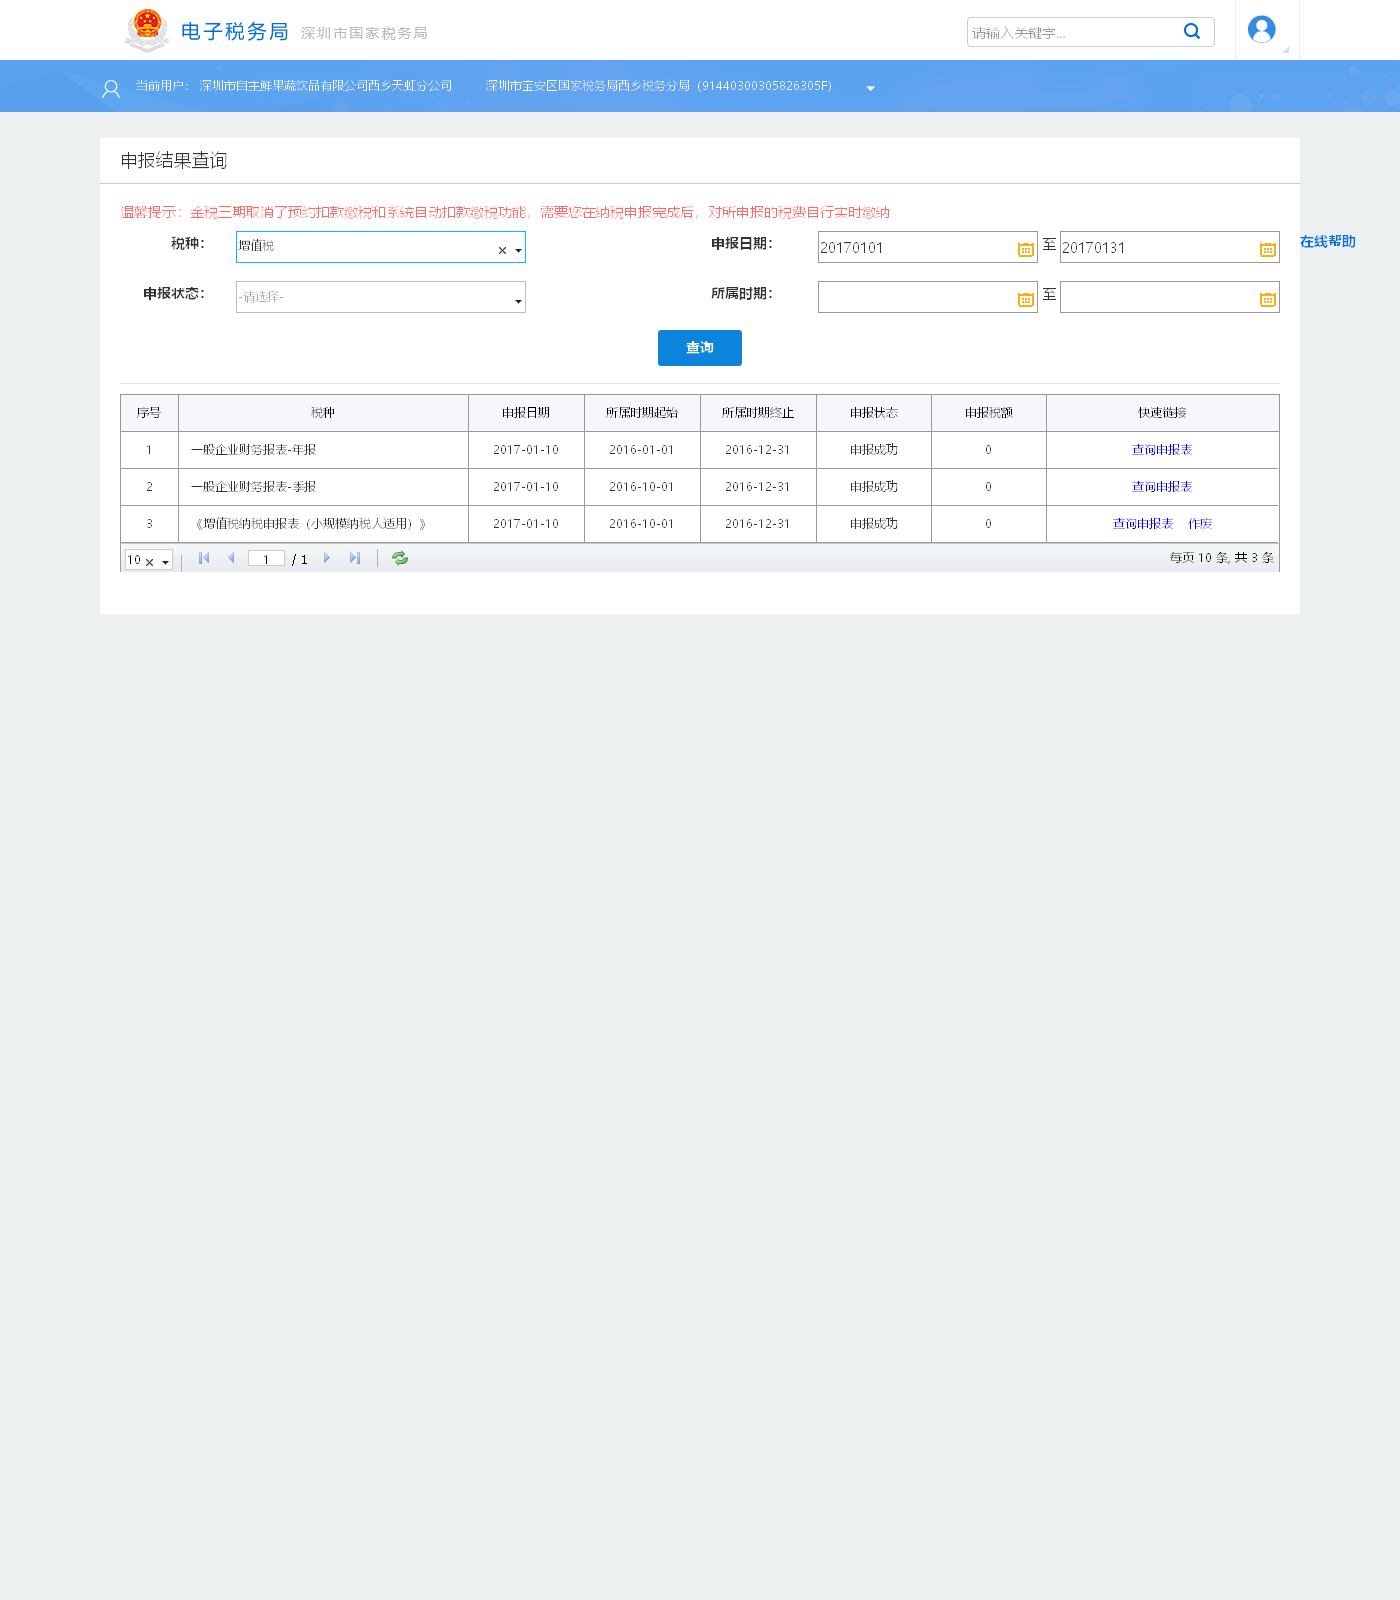 电子税务局 深圳市国家税务局
请输入关键字...
当前用户： 深圳市自主鲜果蔬饮品有限公司西乡天虹分公司 深圳市宝安区国家税务局西乡税务分局（91440300305826305F）
申报结果查询
温馨提示：金税三期取消了预约扣款缴税和系统自动扣款缴税功能，需要您在纳税申报完成后，对所申报的税费自行实时缴纳
税种： 增值税 申报日期： 20170101 至 20170131 在线帮助
申报状态： -请选择- 所属时期： 至
查询
序号 税种 申报日期 所属时期起始 所属时期终止 申报状态 申报税额 快速链接
1 一般企业财务报表-年报 2017-01-10 2016-01-01 2016-12-31 申报成功 0 查询申报表
2 一般企业财务报表-季报 2017-01-10 2016-10-01 2016-12-31 申报成功 0 查询申报表
3 《增值税纳税申报表（小规模纳税人适用）》 2017-01-10 2016-10-01 2016-12-31 申报成功 0 查询申报表 作废
10 1 / 1 每页 10 条, 共 3 条